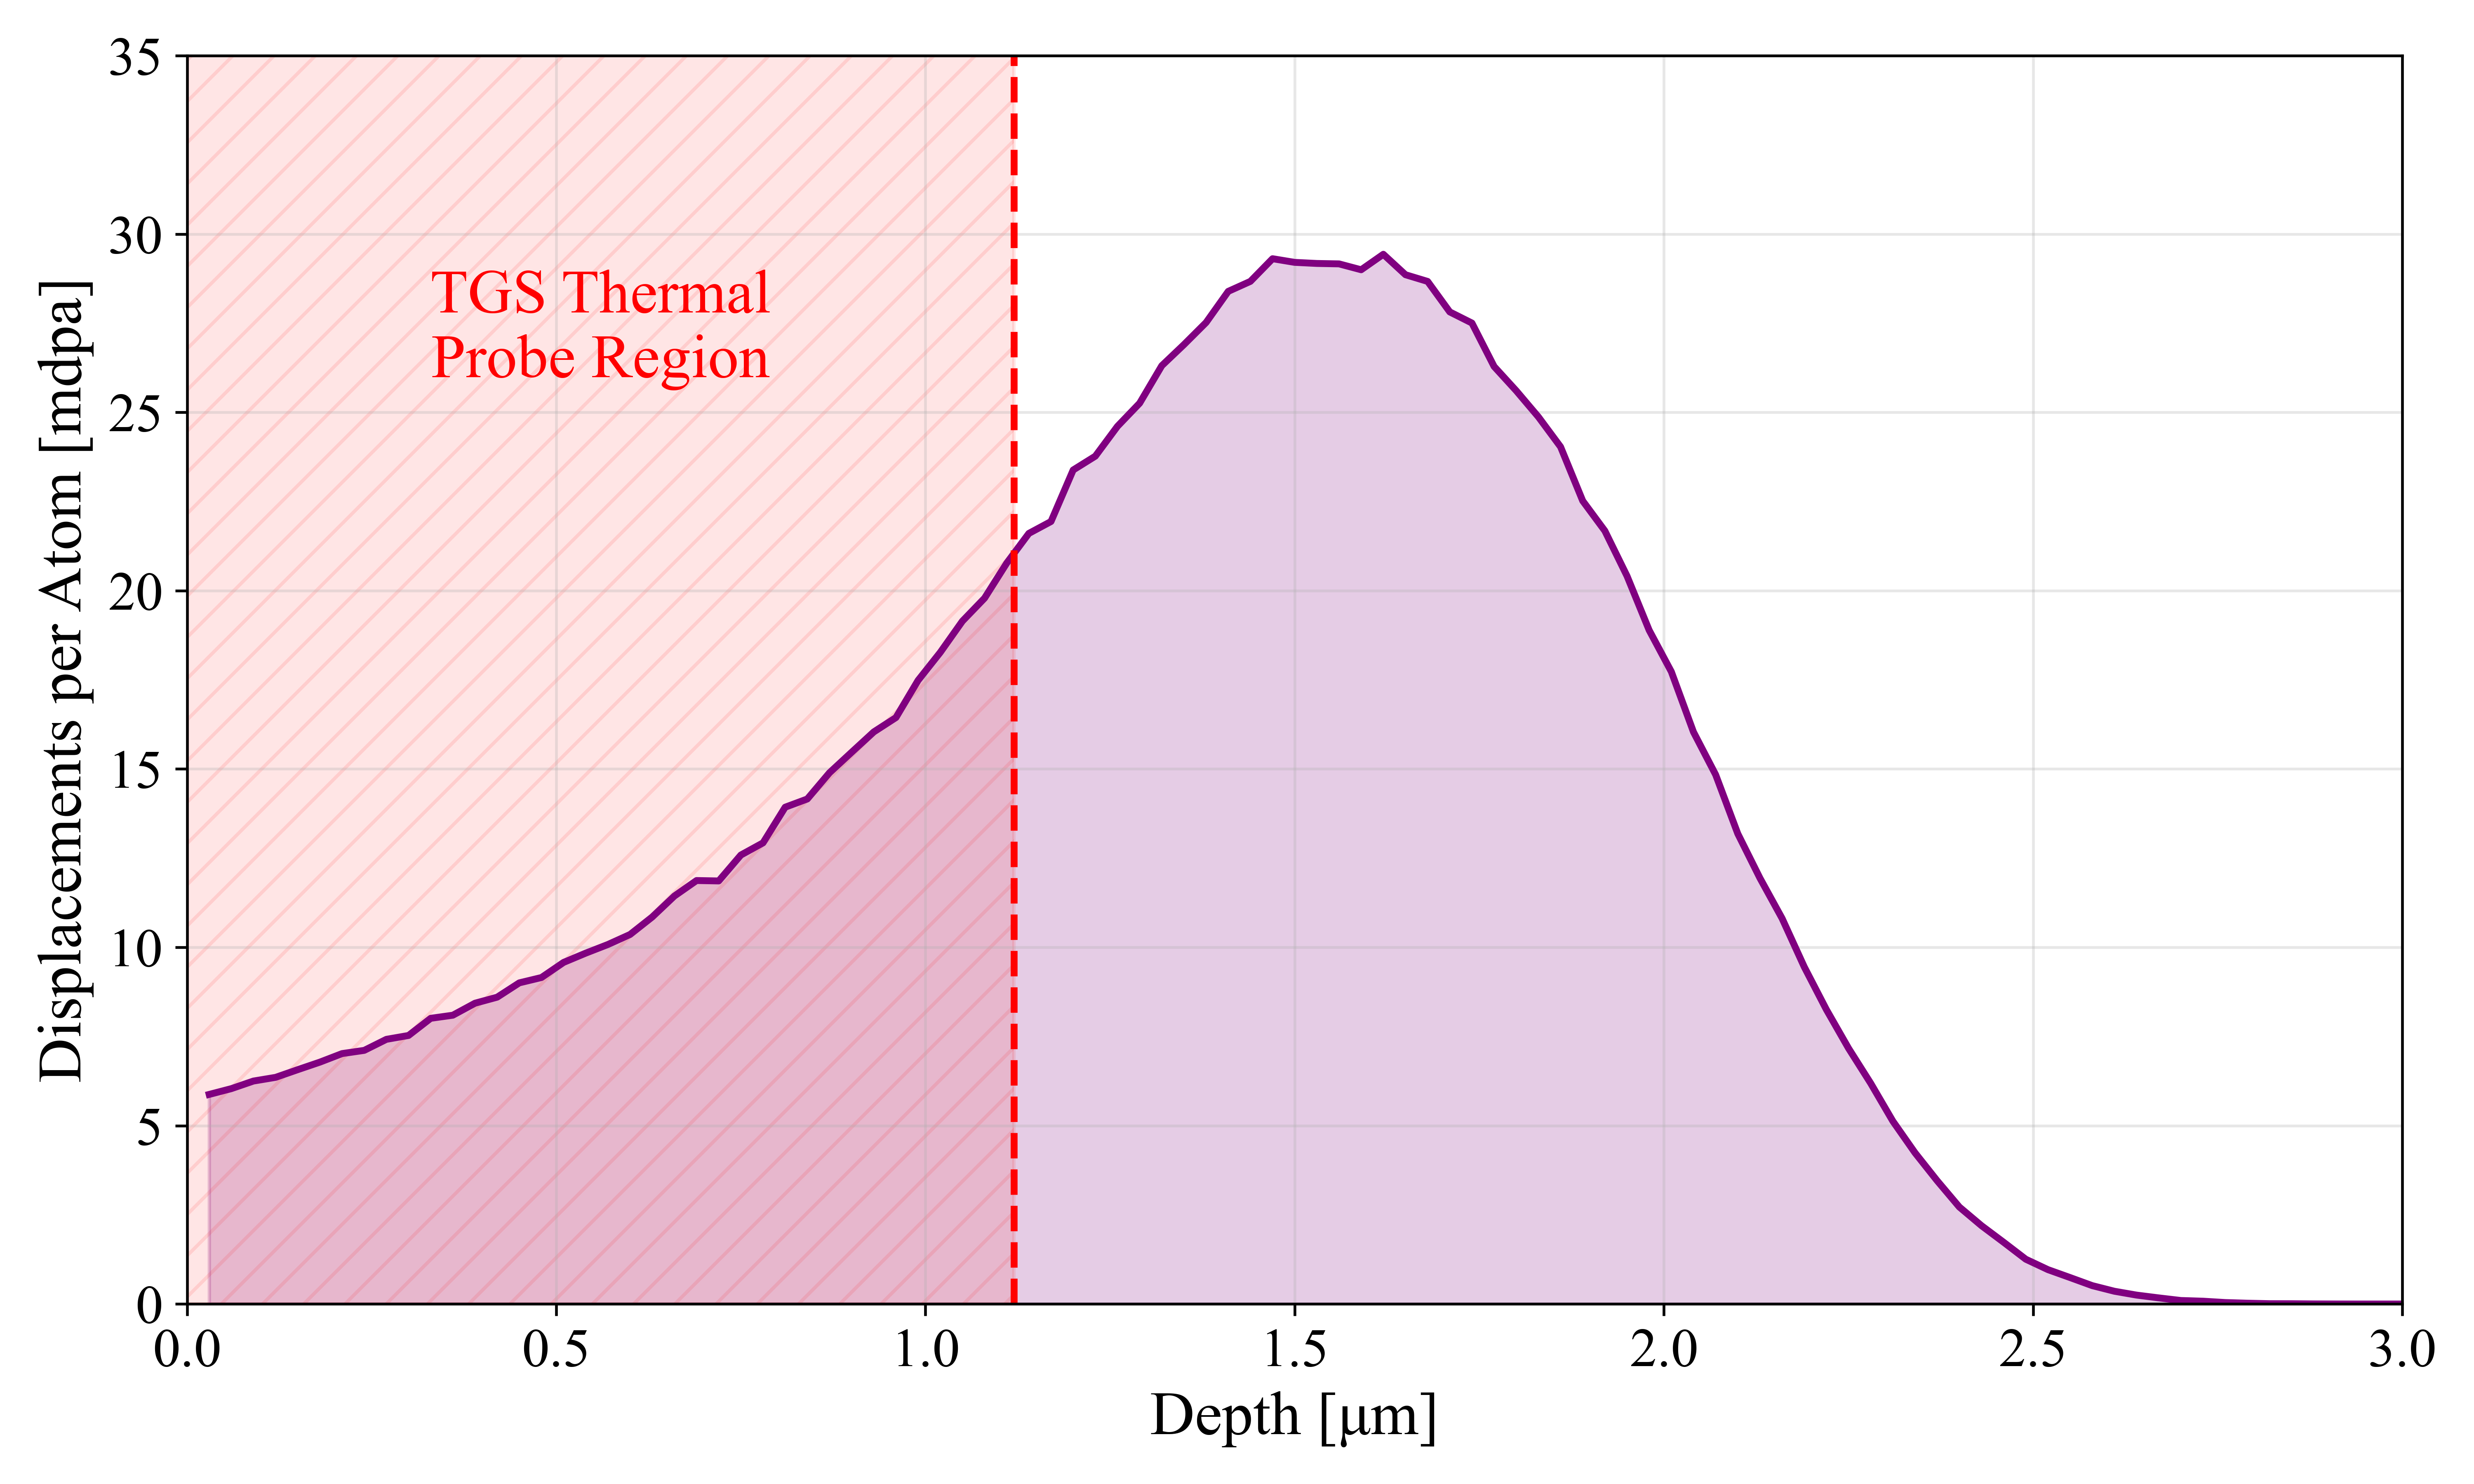 35
30
25
20
15
10
5
0
Displacements per Atom [mdpa]
TGS Thermal
Probe Region
0.0 0.5 1.0 1.5 2.0 2.5 3.0
Depth [μm]